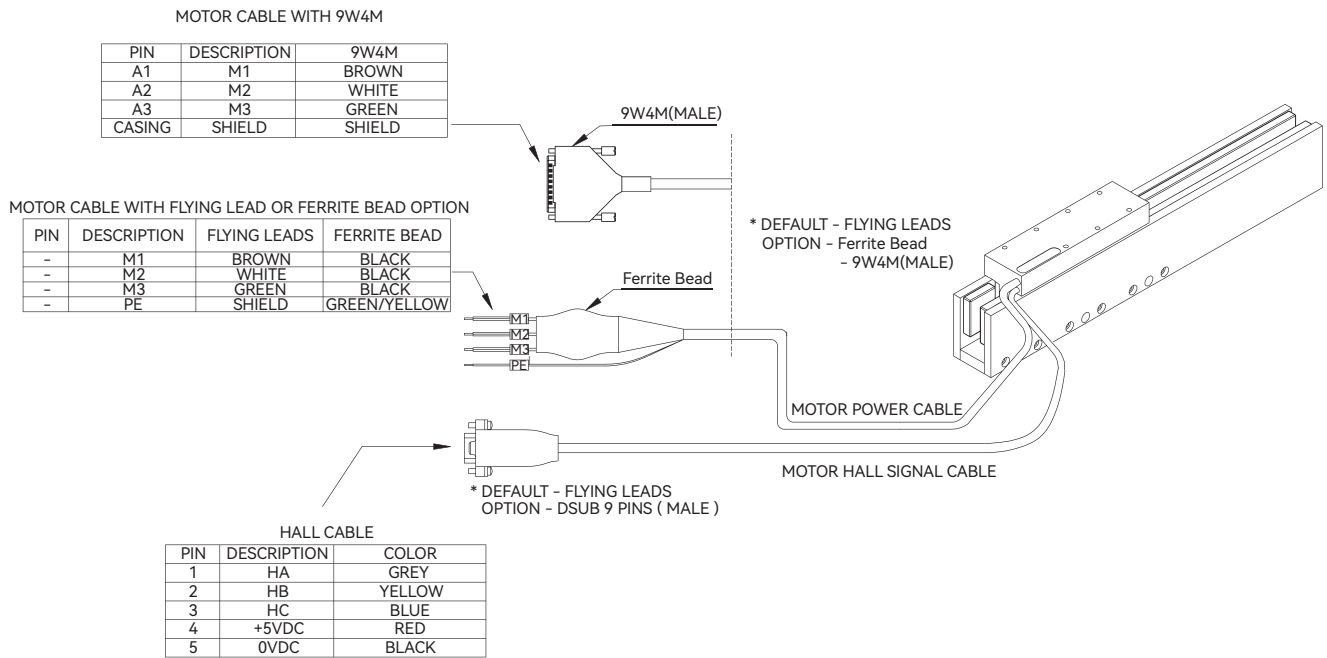 MOTOR CABLE WITH 9W4M
PIN DESCRIPTION 9W4M
A1 M1 BROWN
A2 M2 WHITE
A3 M3 GREEN
CASING SHIELD SHIELD
9W4M(MALE)
MOTOR CABLE WITH FLYING LEAD OR FERRITE BEAD OPTION
PIN DESCRIPTION FLYING LEADS FERRITE BEAD
- M1 BROWN BLACK
- M2 WHITE BLACK
- M3 GREEN BLACK
- PE SHIELD GREEN/YELLOW
* DEFAULT - FLYING LEADS
OPTION - Ferrite Bead
- 9W4M(MALE)
Ferrite Bead
M1
M2
M3
PE
MOTOR POWER CABLE
MOTOR HALL SIGNAL CABLE
* DEFAULT - FLYING LEADS
OPTION - DSUB 9 PINS ( MALE )
HALL CABLE
PIN DESCRIPTION COLOR
1 HA GREY
2 HB YELLOW
3 HC BLUE
4 +5VDC RED
5 0VDC BLACK